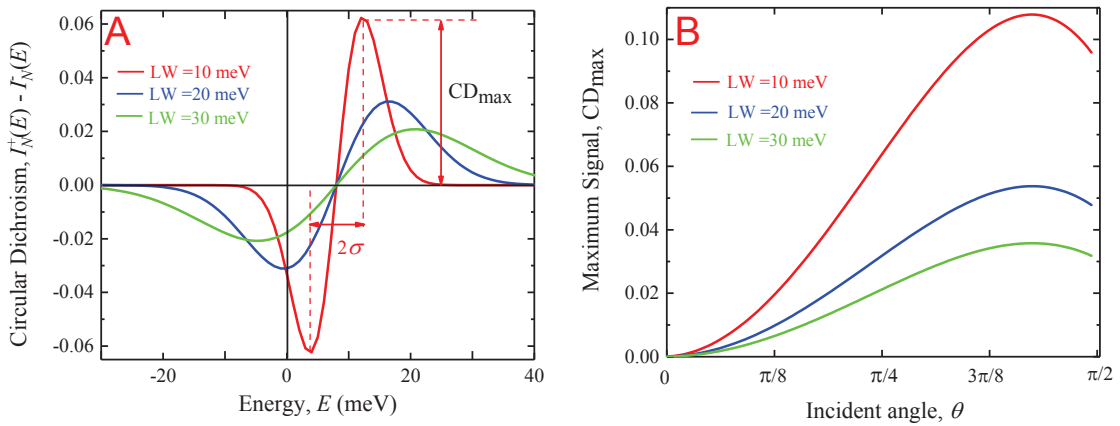 A
Circular Dichroism, I⁺N(E) - I⁻N(E)
0.06
0.04
0.02
0.00
-0.02
-0.04
-0.06
LW =10 meV
LW =20 meV
LW =30 meV
CDmax
2σ
-20
0
20
40
Energy, E (meV)
B
Maximum Signal, CDmax
0.10
0.08
0.06
0.04
0.02
0.00
LW =10 meV
LW =20 meV
LW =30 meV
0
π/8
π/4
3π/8
π/2
Incident angle, θ